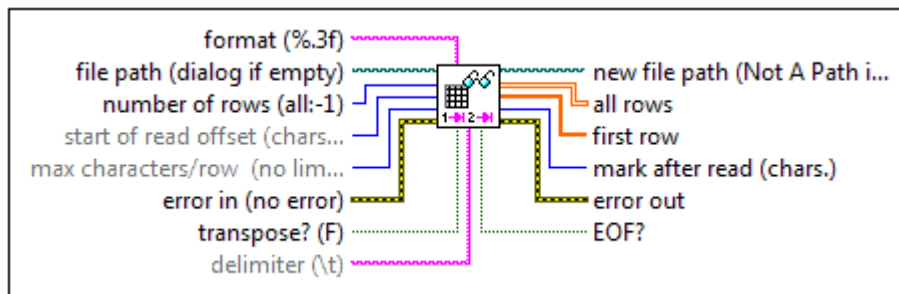 format (%.3f)
file path (dialog if empty)
number of rows (all:-1)
start of read offset (chars...
max characters/row (no lim...
error in (no error)
transpose? (F)
delimiter (\t)
1 2
new file path (Not A Path i...
all rows
first row
mark after read (chars.)
error out
EOF?